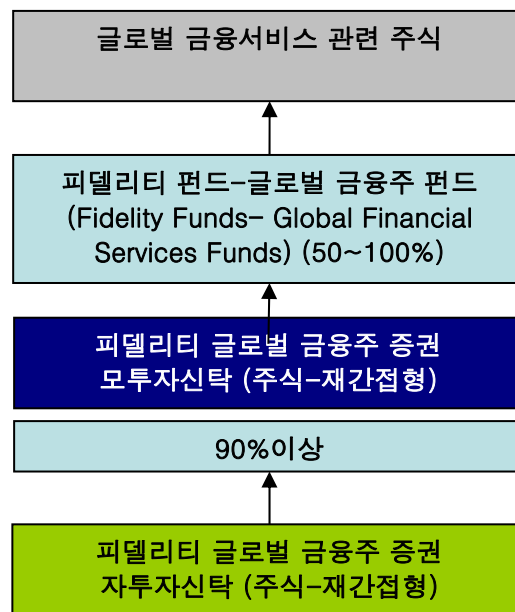 글로벌 금융서비스 관련 주식
피델리티 펀드-글로벌 금융주 펀드
(Fidelity Funds- Global Financial
Services Funds) (50~100%)
피델리티 글로벌 금융주 증권
모투자신탁 (주식-재간접형)
90%이상
피델리티 글로벌 금융주 증권
자투자신탁 (주식-재간접형)